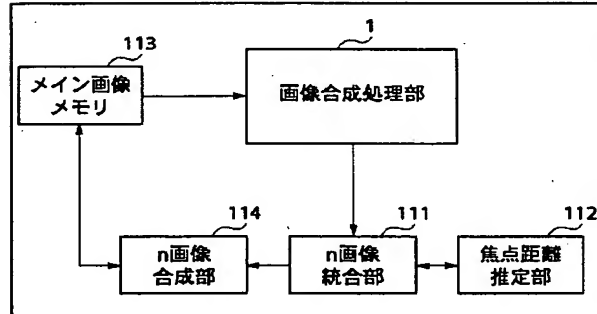 113
メイン画像
メモリ
1
画像合成処理部
114
n画像
合成部
111
n画像
統合部
112
焦点距離
推定部